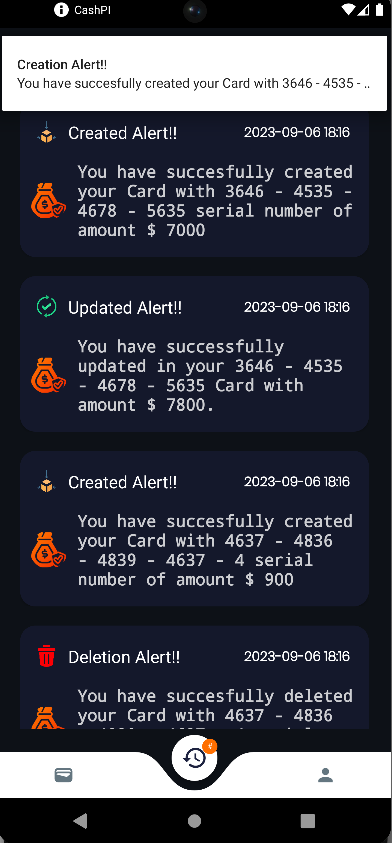 CashPI
Creation Alert!!
You have succesfully created your Card with 3646 - 4535 - ..
Created Alert!!
2023-09-06 18:16
You have succesfully created
your Card with 3646 - 4535 -
4678 - 5635 serial number of
amount $ 7000
Updated Alert!!
2023-09-06 18:16
You have successfully
updated in your 3646 - 4535
- 4678 - 5635 Card with
amount $ 7800.
Created Alert!!
2023-09-06 18:16
You have succesfully created
your Card with 4637 - 4836
- 4839 - 4637 - 4 serial
number of amount $ 900
Deletion Alert!!
2023-09-06 18:16
You have succesfully deleted
your Card with 4637 - 4836